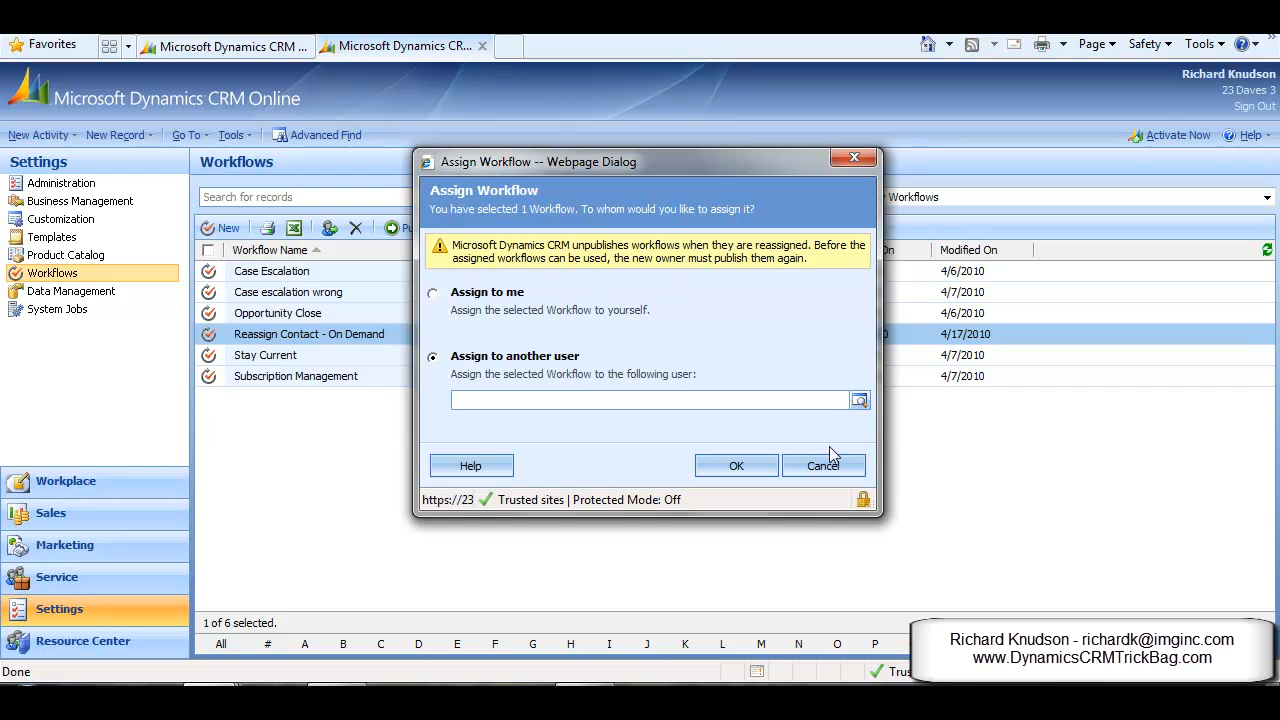 Favorites
Microsoft Dynamics CRM ...
Microsoft Dynamics CR...
Page
Safety
Tools
Richard Knudson
23 Daves 3
Sign Out
Microsoft Dynamics CRM Online
New Activity
New Record
Go To
Tools
Advanced Find
Activate Now
Help
Settings
Administration
Business Management
Customization
Templates
Product Catalog
Workflows
Data Management
System Jobs
Workplace
Sales
Marketing
Service
Settings
Resource Center
Workflows
Search for records
Workflows
New
Workflow Name
On
Modified On
Case Escalation
4/6/2010
Case escalation wrong
4/7/2010
Opportunity Close
4/6/2010
Reassign Contact - On Demand
4/17/2010
Stay Current
4/7/2010
Subscription Management
4/7/2010
Assign Workflow -- Webpage Dialog
Assign Workflow
You have selected 1 Workflow. To whom would you like to assign it?
Microsoft Dynamics CRM unpublishes workflows when they are reassigned. Before the
assigned workflows can be used, the new owner must publish them again.
Assign to me
Assign the selected Workflow to yourself.
Assign to another user
Assign the selected Workflow to the following user:
Help
OK
Cancel
https://23
Trusted sites | Protected Mode: Off
1 of 6 selected.
All # A B C D E F G H I J K L M N O P
Richard Knudson - richardk@imginc.com
www.DynamicsCRMTrickBag.com
Done